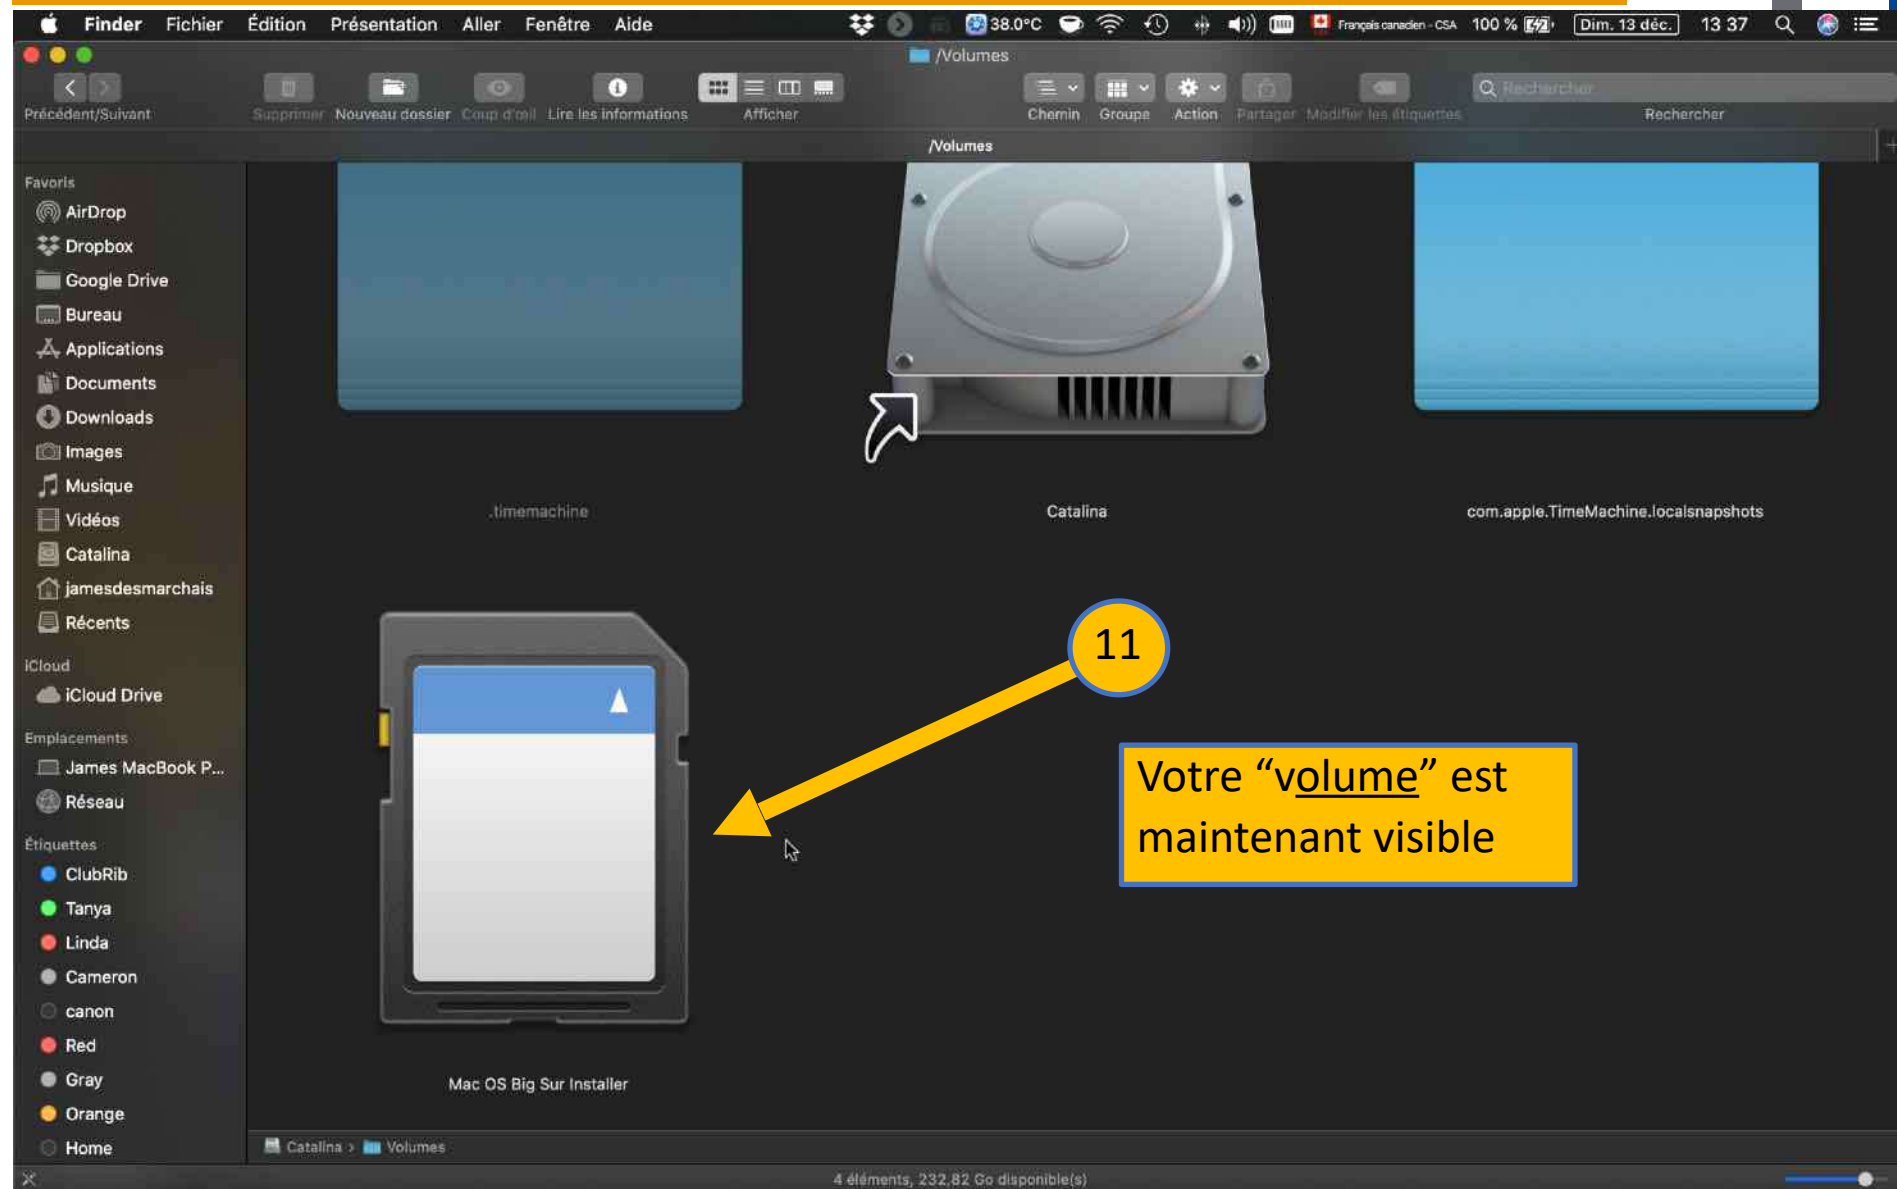 Finder Fichier Édition Présentation Aller Fenêtre Aide 38.0°C Français canadien - CSA 100 % Dim. 13 déc. 13 37
/Volumes
Rechercher
Précédent/Suivant Supprimer Nouveau dossier Coup d'œil Lire les informations Afficher Chemin Groupe Action Partager Modifier les étiquettes Rechercher
/Volumes
Favoris
AirDrop
Dropbox
Google Drive
Bureau
Applications
Documents
Downloads
Images
Musique
Vidéos
Catalina
jamesdesmarchais
Récents
iCloud
iCloud Drive
Emplacements
James MacBook P...
Réseau
Étiquettes
ClubRib
Tanya
Linda
Cameron
canon
Red
Gray
Orange
Home
.timemachine
Catalina
com.apple.TimeMachine.localsnapshots
11
Votre “volume” est
maintenant visible
Mac OS Big Sur Installer
Catalina › Volumes
4 éléments, 232,82 Go disponible(s)